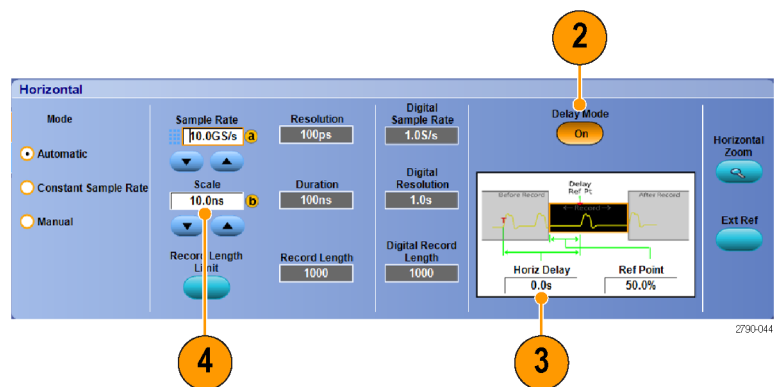 2
Horizontal
Mode
Automatic
Constant Sample Rate
Manual
Sample Rate
10.0GS/s a
Scale
10.0ns b
Record Length
Limit
Resolution
100ps
Duration
100ns
Record Length
1000
Digital
Sample Rate
1.0S/s
Digital
Resolution
1.0s
Digital Record
Length
1000
Delay Mode
On
Before Record
Delay
Ref Pt
After Record
<-- Record -->
T
Horiz Delay
0.0s
Ref Point
50.0%
Horizontal
Zoom
Ext Ref
2790-044
4
3